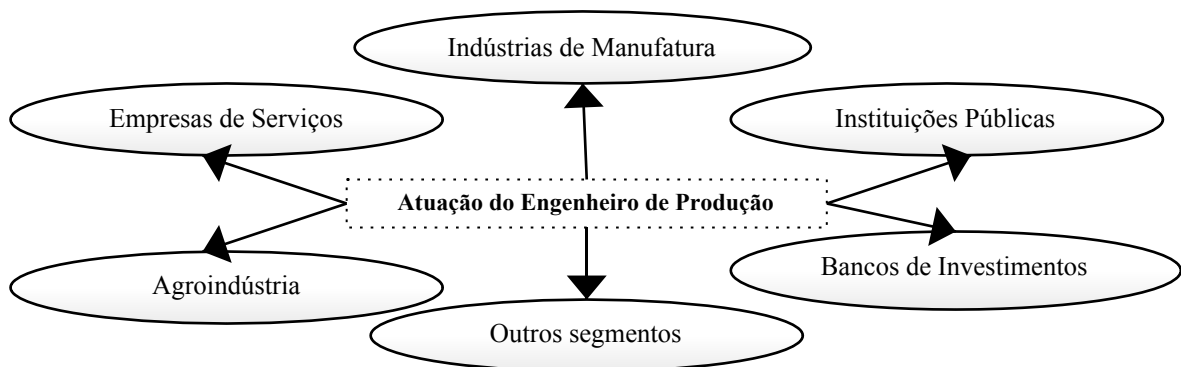 Indústrias de Manufatura
Empresas de Serviços
Instituições Públicas
Atuação do Engenheiro de Produção
Agroindústria
Bancos de Investimentos
Outros segmentos